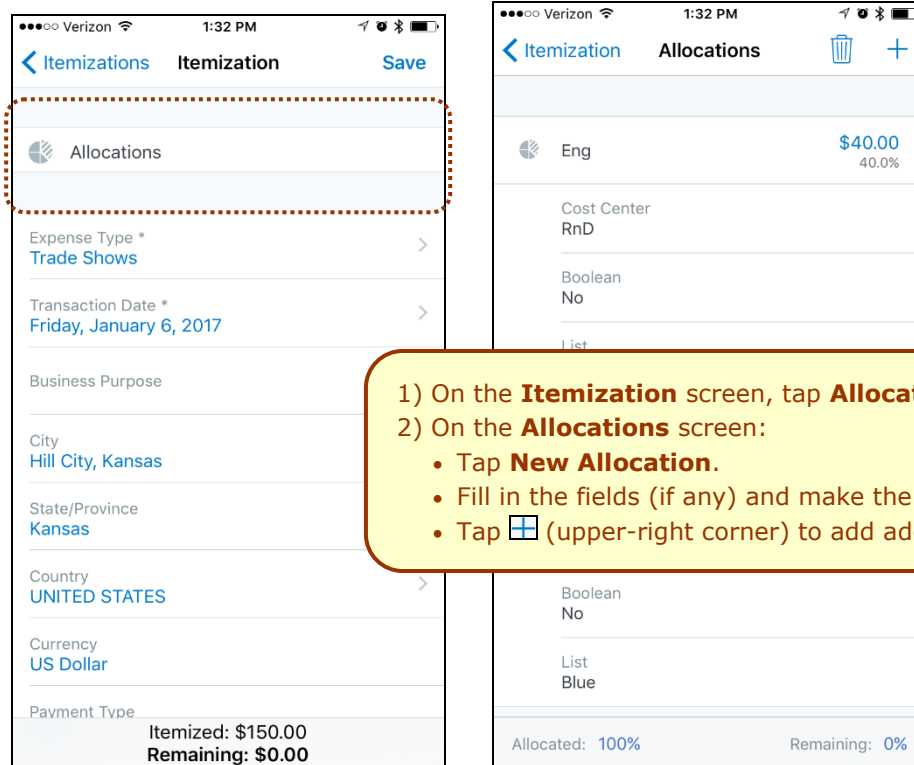 Verizon 1:32 PM
Itemizations Itemization Save
Allocations
Expense Type *
Trade Shows
Transaction Date *
Friday, January 6, 2017
Business Purpose
City
Hill City, Kansas
State/Province
Kansas
Country
UNITED STATES
Currency
US Dollar
Payment Type
Itemized: $150.00
Remaining: $0.00
Verizon 1:32 PM
Itemization Allocations
Eng $40.00
40.0%
Cost Center
RnD
Boolean
No
List
1) On the Itemization screen, tap Allocat
2) On the Allocations screen:
• Tap New Allocation.
• Fill in the fields (if any) and make the
• Tap + (upper-right corner) to add ad
Boolean
No
List
Blue
Allocated: 100% Remaining: 0%